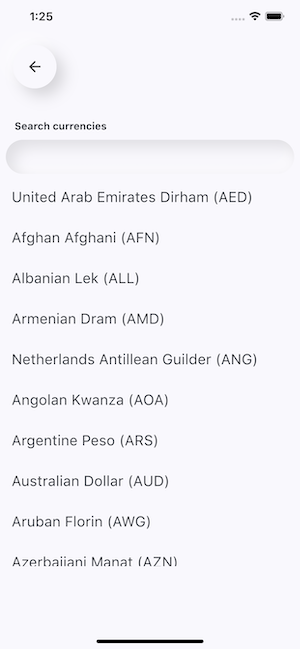 1:25
Search currencies
United Arab Emirates Dirham (AED)
Afghan Afghani (AFN)
Albanian Lek (ALL)
Armenian Dram (AMD)
Netherlands Antillean Guilder (ANG)
Angolan Kwanza (AOA)
Argentine Peso (ARS)
Australian Dollar (AUD)
Aruban Florin (AWG)
Azerbaijani Manat (AZN)